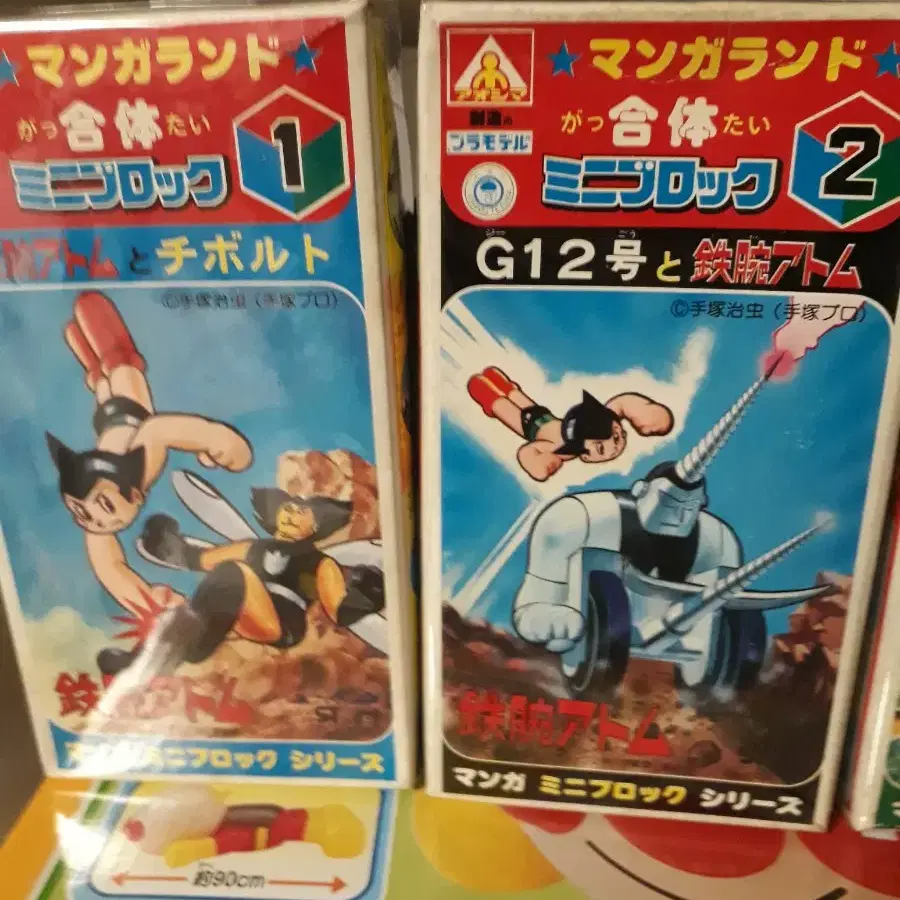 マンガランド
がっ合体たい
ミニブロック
1
腕アトムとチボルト
©手塚治虫（手塚プロ）
鉄腕アトム
ミニブロック シリーズ
マンガランド
アオシマ
創造の
プラモデル
がっ合体たい
ミニブロック
2
G12号と鉄腕アトム
©手塚治虫（手塚プロ）
鉄腕アトム
マンガ ミニブロック シリーズ
約90cm